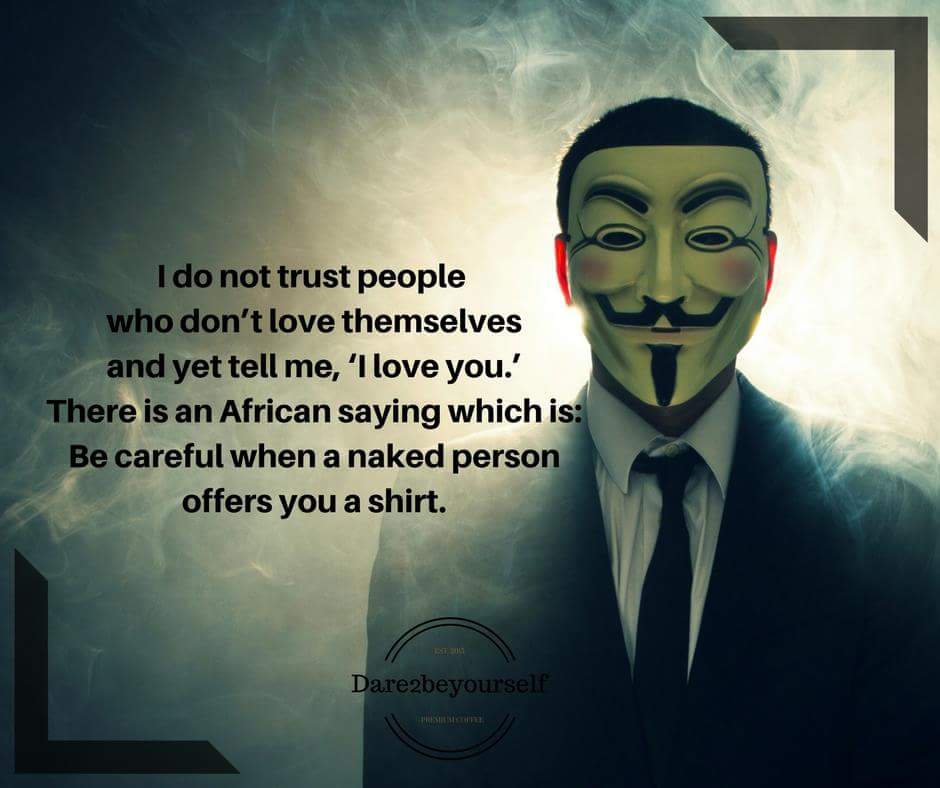 I do not trust people
who don’t love themselves
and yet tell me, ‘I love you.’
There is an African saying which is:
Be careful when a naked person
offers you a shirt.
EST. 2015
Dare2beyourself
PREMIUM COFFEE